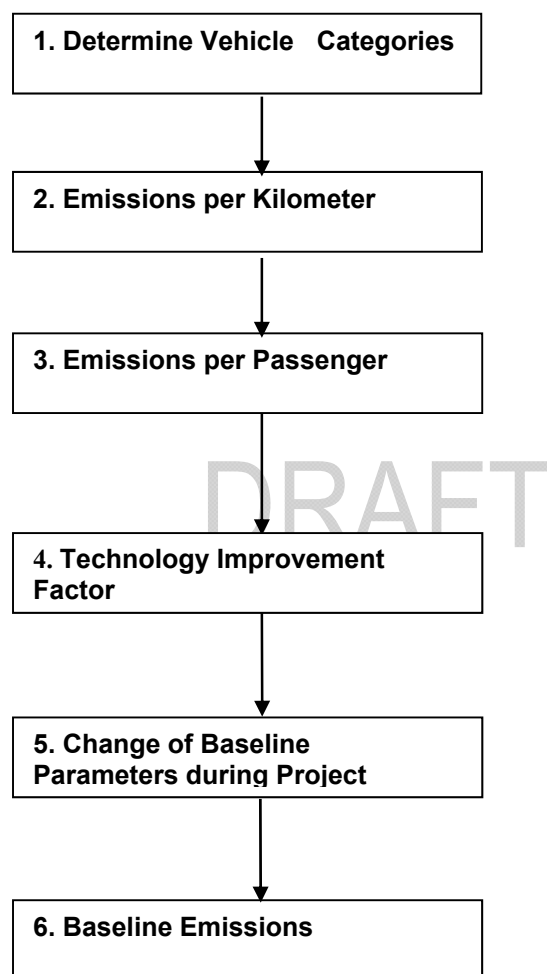 1. Determine Vehicle Categories
2. Emissions per Kilometer
3. Emissions per Passenger
DRAFT
4. Technology Improvement
Factor
5. Change of Baseline
Parameters during Project
6. Baseline Emissions